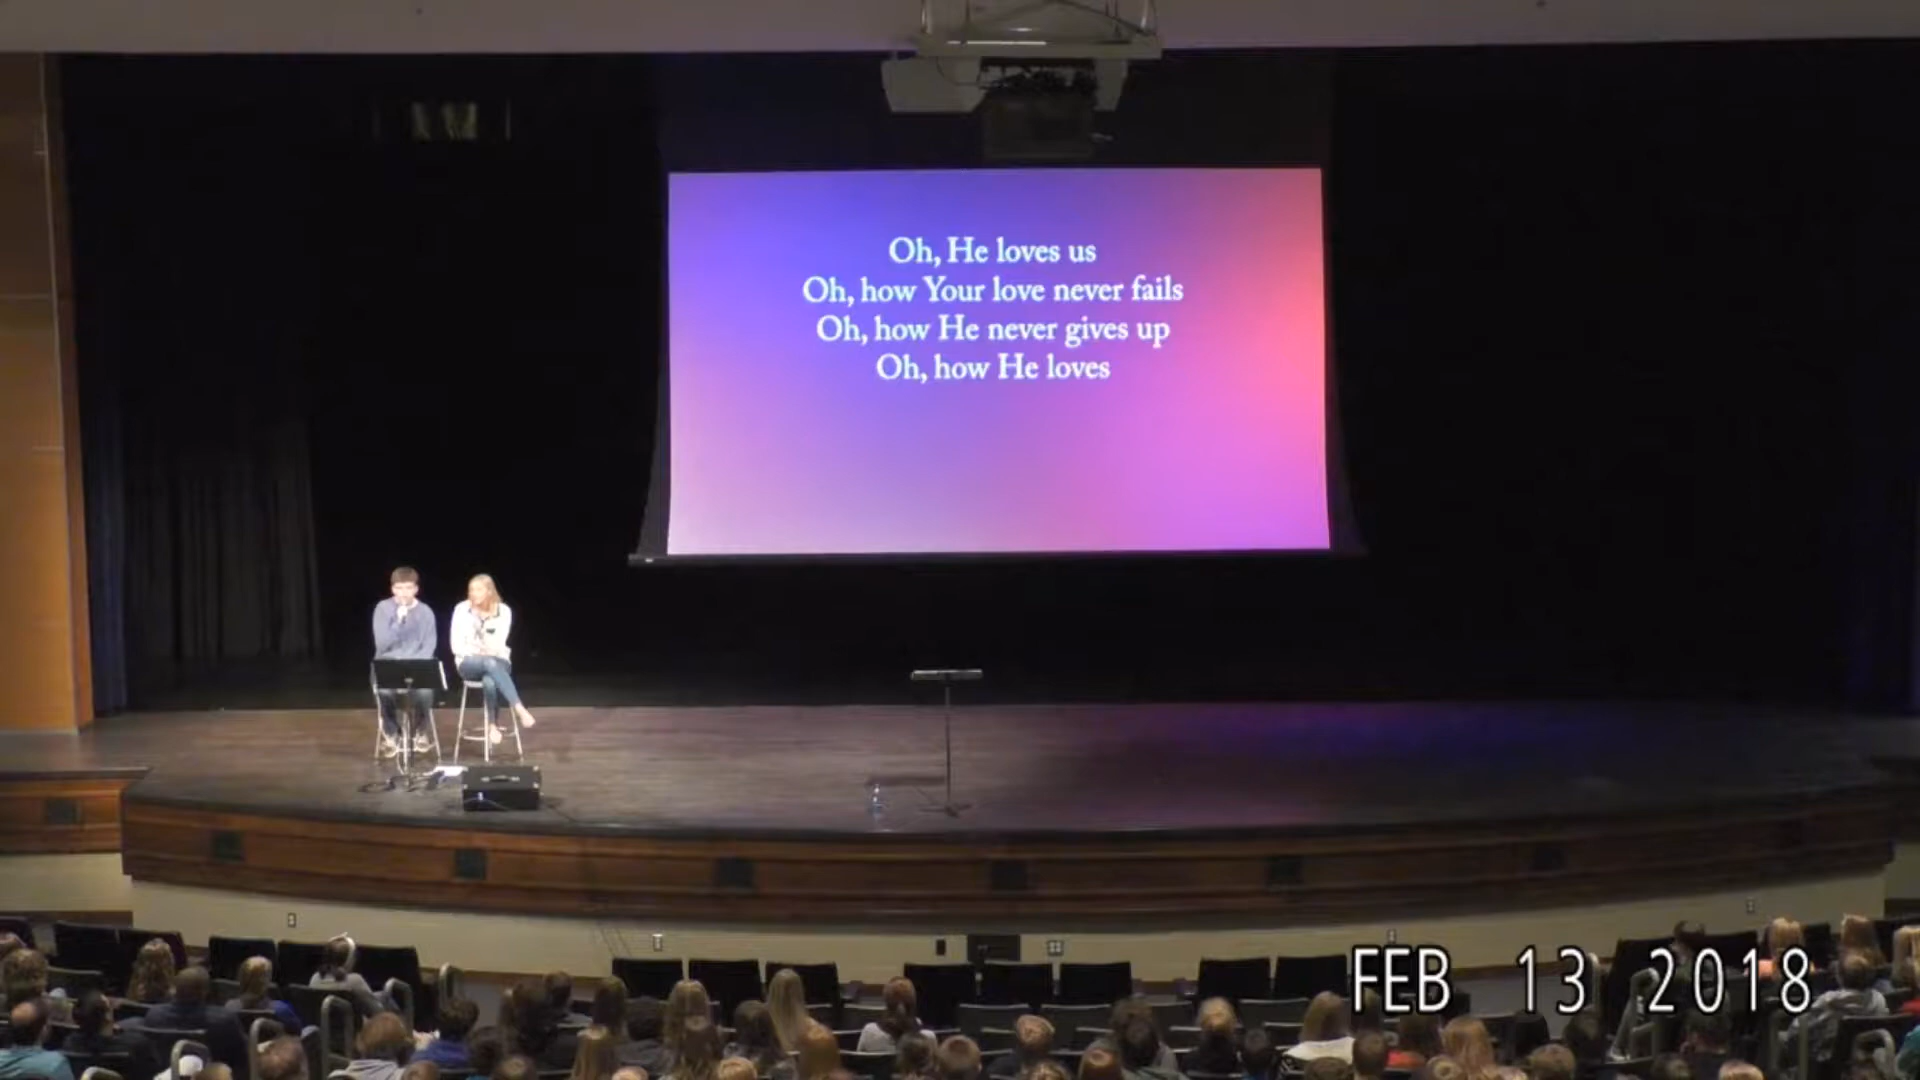 Oh, He loves us
Oh, how Your love never fails
Oh, how He never gives up
Oh, how He loves
FEB 13 2018